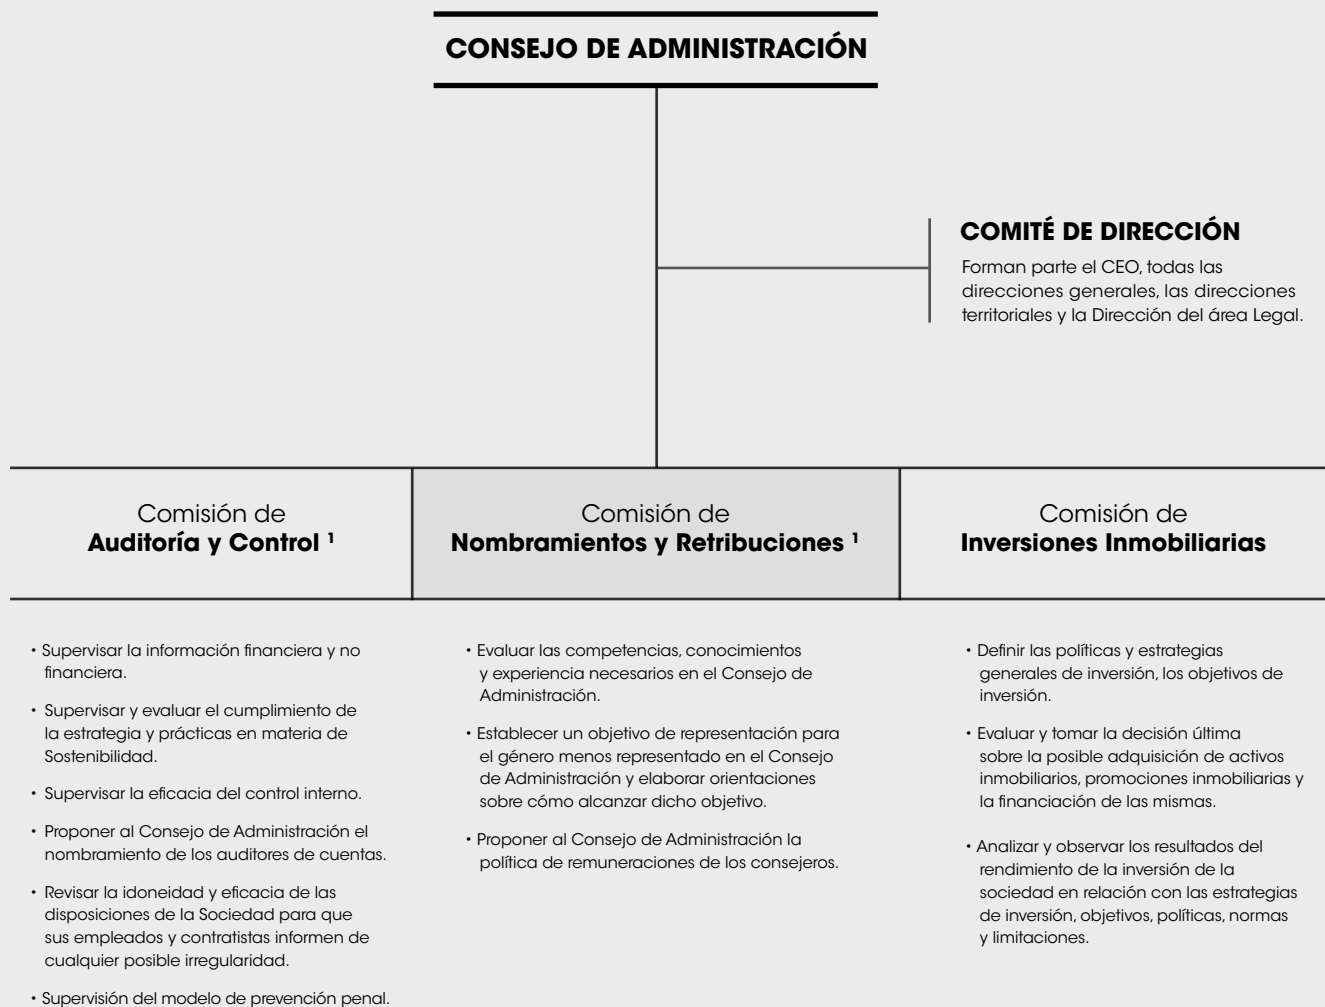 CONSEJO DE ADMINISTRACIÓN
COMITÉ DE DIRECCIÓN
Forman parte el CEO, todas las
direcciones generales, las direcciones
territoriales y la Dirección del área Legal.
Comisión de
Auditoría y Control ¹
Comisión de
Nombramientos y Retribuciones ¹
Comisión de
Inversiones Inmobiliarias
• Supervisar la información financiera y no
financiera.
• Supervisar y evaluar el cumplimiento de
la estrategia y prácticas en materia de
Sostenibilidad.
• Supervisar la eficacia del control interno.
• Proponer al Consejo de Administración el
nombramiento de los auditores de cuentas.
• Revisar la idoneidad y eficacia de las
disposiciones de la Sociedad para que
sus empleados y contratistas informen de
cualquier posible irregularidad.
• Supervisión del modelo de prevención penal.
• Evaluar las competencias, conocimientos
y experiencia necesarios en el Consejo de
Administración.
• Establecer un objetivo de representación para
el género menos representado en el Consejo
de Administración y elaborar orientaciones
sobre cómo alcanzar dicho objetivo.
• Proponer al Consejo de Administración la
política de remuneraciones de los consejeros.
• Definir las políticas y estrategias
generales de inversión, los objetivos de
inversión.
• Evaluar y tomar la decisión última
sobre la posible adquisición de activos
inmobiliarios, promociones inmobiliarias y
la financiación de las mismas.
• Analizar y observar los resultados del
rendimiento de la inversión de la
sociedad en relación con las estrategias
de inversión, objetivos, políticas, normas
y limitaciones.